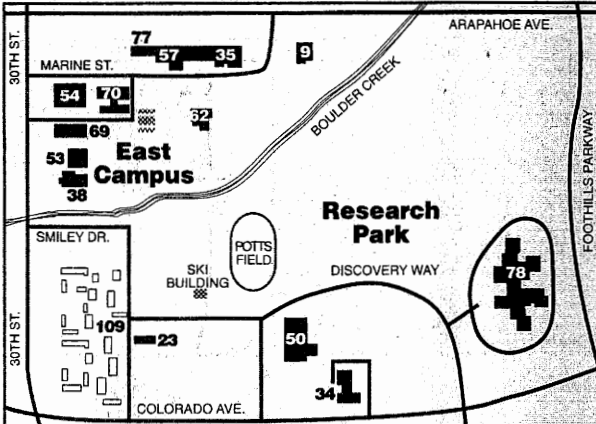 ARAPAHOE AVE.
30TH ST.
77
57
35
9
MARINE ST.
BOULDER CREEK
54
70
62
69
East
Campus
53
38
FOOTHILLS PARKWAY
Research
Park
SMILEY DR.
POTTS
FIELD
DISCOVERY WAY
SKI
BUILDING
78
30TH ST.
109
23
50
34
COLORADO AVE.